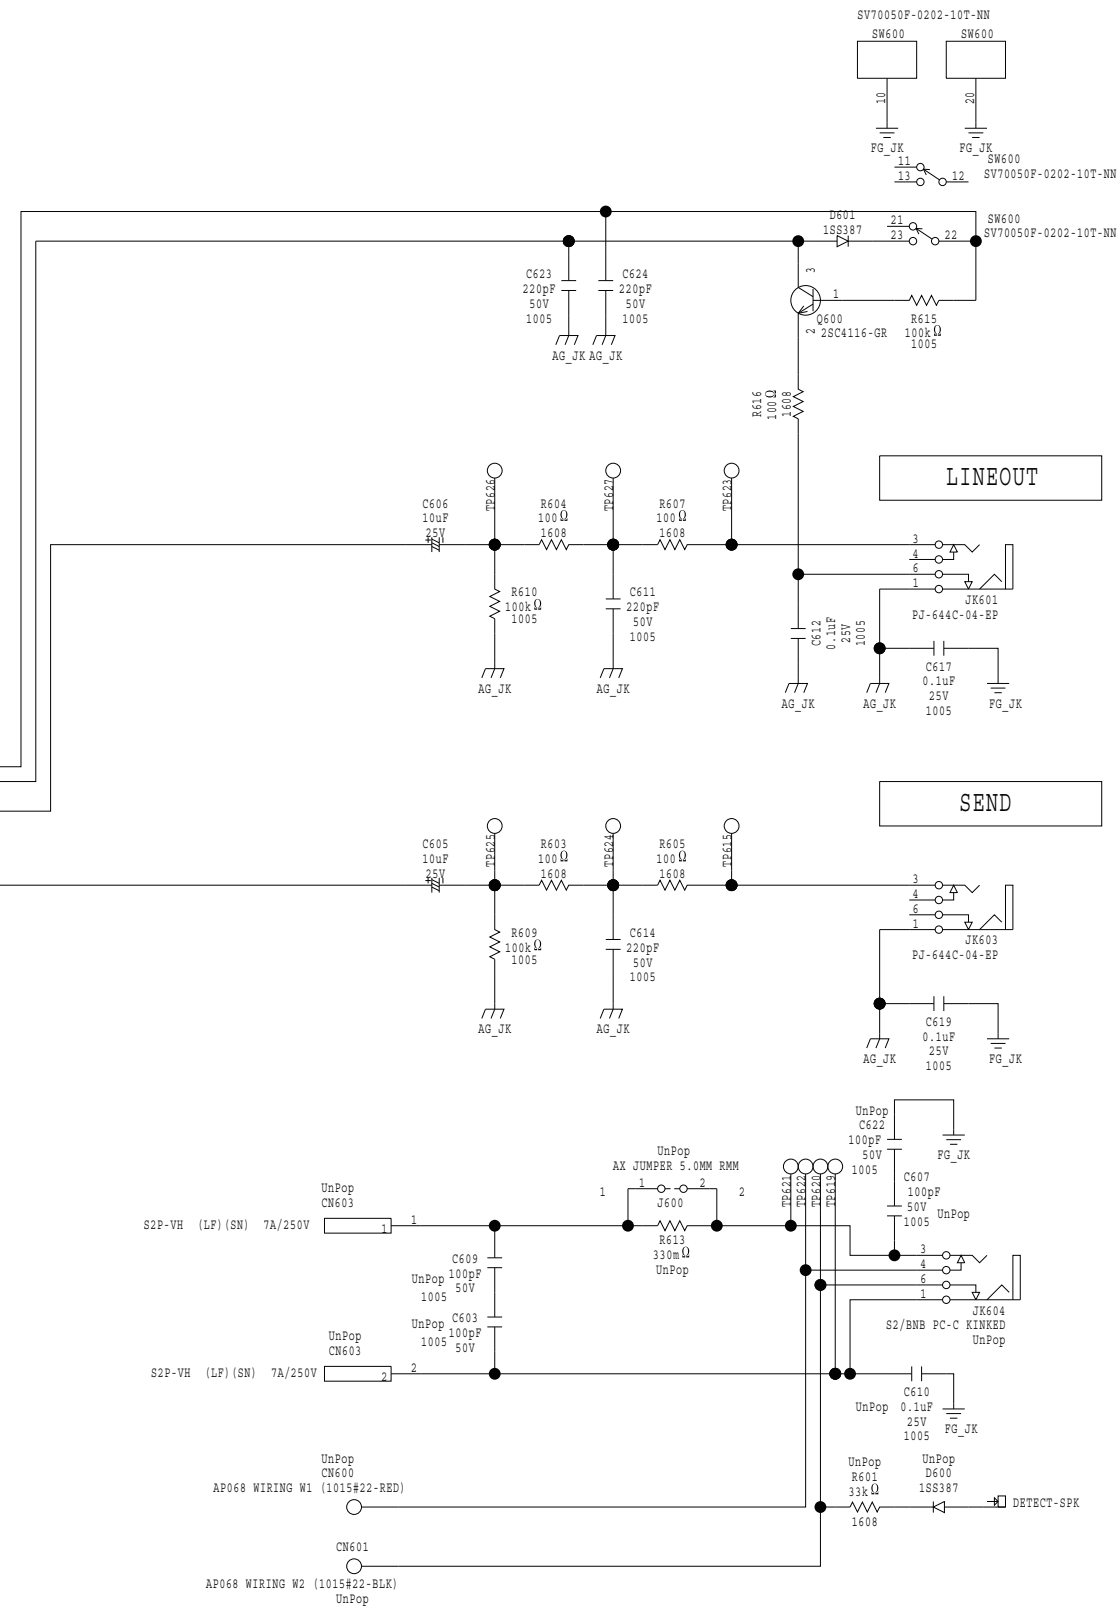 SV70050F-0202-10T-NN
SW600
SW600
10
20
FG_JK
FG_JK
11
13
12
SW600
SV70050F-0202-10T-NN
D601
1SS387
21
23
22
SW600
SV70050F-0202-10T-NN
C623
220pF
50V
1005
C624
220pF
50V
1005
AG_JK
AG_JK
3
1
2
Q600
2SC4116-GR
R615
100kΩ
1005
R616
100Ω
1608
LINEOUT
C606
10uF
25V
TP626
R604
100Ω
1608
TP627
R607
100Ω
1608
TP623
3
4
6
1
JK601
PJ-644C-04-EP
R610
100kΩ
1005
C611
220pF
50V
1005
C612
0.1uF
25V
1005
C617
0.1uF
25V
1005
AG_JK
AG_JK
AG_JK
AG_JK
FG_JK
SEND
C605
10uF
25V
TP625
R603
100Ω
1608
TP624
R605
100Ω
1608
TP615
3
4
6
1
JK603
PJ-644C-04-EP
R609
100kΩ
1005
C614
220pF
50V
1005
C619
0.1uF
25V
1005
AG_JK
AG_JK
AG_JK
FG_JK
UnPop
C622
100pF
50V
1005
FG_JK
UnPop
AX JUMPER 5.0MM RMM
1
1
2
2
J600
TP621
TP622
TP620
TP619
C607
100pF
50V
1005
UnPop
UnPop
CN603
S2P-VH (LF)(SN) 7A/250V
1
1
R613
330mΩ
UnPop
C609
100pF
50V
UnPop
1005
C603
100pF
50V
UnPop
1005
3
4
6
1
JK604
S2/BNB PC-C KINKED
UnPop
UnPop
CN603
S2P-VH (LF)(SN) 7A/250V
2
2
C610
0.1uF
25V
1005
UnPop
FG_JK
UnPop
CN600
AP068 WIRING W1 (1015#22-RED)
UnPop
R601
33kΩ
1608
UnPop
D600
1SS387
DETECT-SPK
CN601
AP068 WIRING W2 (1015#22-BLK)
UnPop